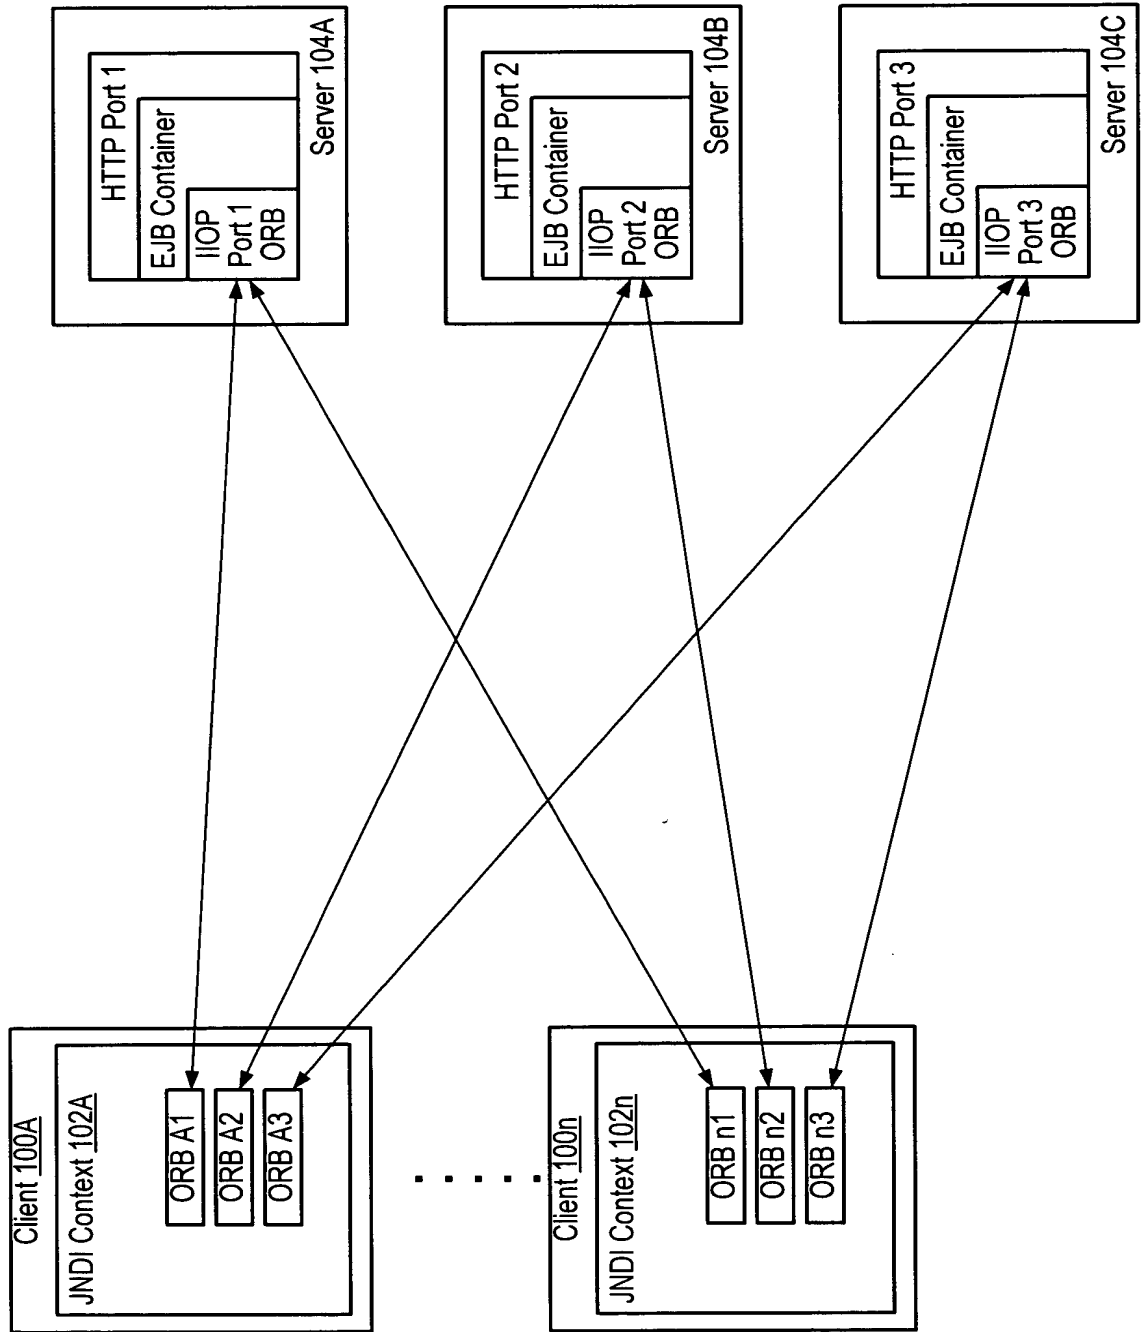 Client 100A
JNDI Context 102A
ORB A1
ORB A2
ORB A3
Client 100n
JNDI Context 102n
ORB n1
ORB n2
ORB n3
HTTP Port 1
EJB Container
IIOP
Port 1
ORB
Server 104A
HTTP Port 2
EJB Container
IIOP
Port 2
ORB
Server 104B
HTTP Port 3
EJB Container
IIOP
Port 3
ORB
Server 104C